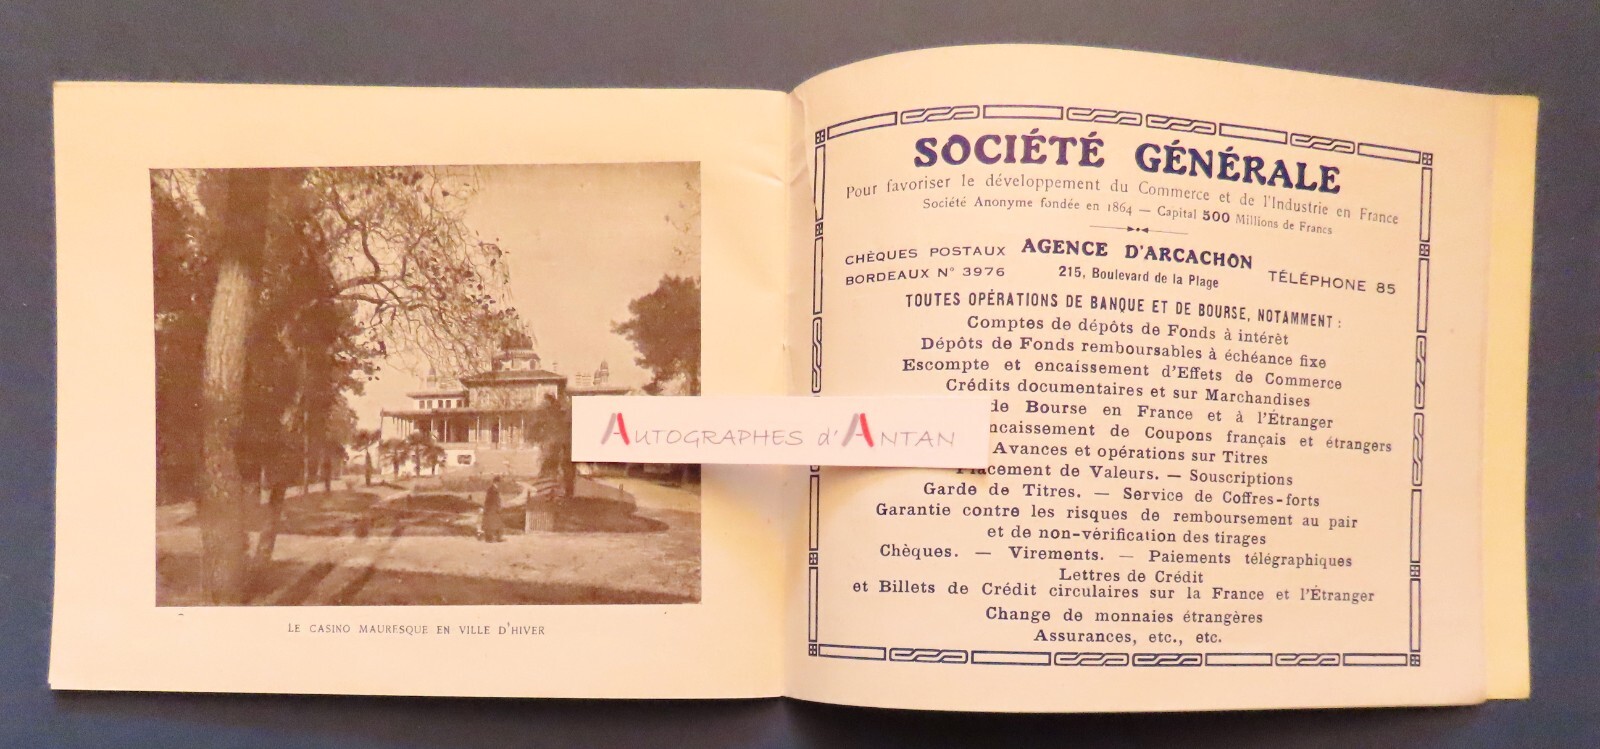 LE CASINO MAURESQUE EN VILLE D'HIVER
AUTOGRAPHES d'ANTAN
SOCIÉTÉ GÉNÉRALE
Pour favoriser le développement du Commerce et de l'Industrie en France
Société Anonyme fondée en 1864 — Capital 500 Millions de Francs
CHÈQUES POSTAUX
BORDEAUX N° 3976
AGENCE D'ARCACHON
215, Boulevard de la Plage
TÉLÉPHONE 85
TOUTES OPÉRATIONS DE BANQUE ET DE BOURSE, NOTAMMENT :
Comptes de dépôts de Fonds à intérèt
Dépôts de Fonds remboursables à échéance fixe
Escompte et encaissement d'Effets de Commerce
Crédits documentaires et sur Marchandises
de Bourse en France et à l'Étranger
ncaissement de Coupons français et étrangers
Avances et opérations sur Titres
Placement de Valeurs. — Souscriptions
Garde de Titres. — Service de Coffres-forts
Garantie contre les risques de remboursement au pair
et de non-vérification des tirages
Chèques. — Virements. — Paiements télégraphiques
Lettres de Crédit
et Billets de Crédit circulaires sur la France et l'Étranger
Change de monnaies étrangères
Assurances, etc., etc.